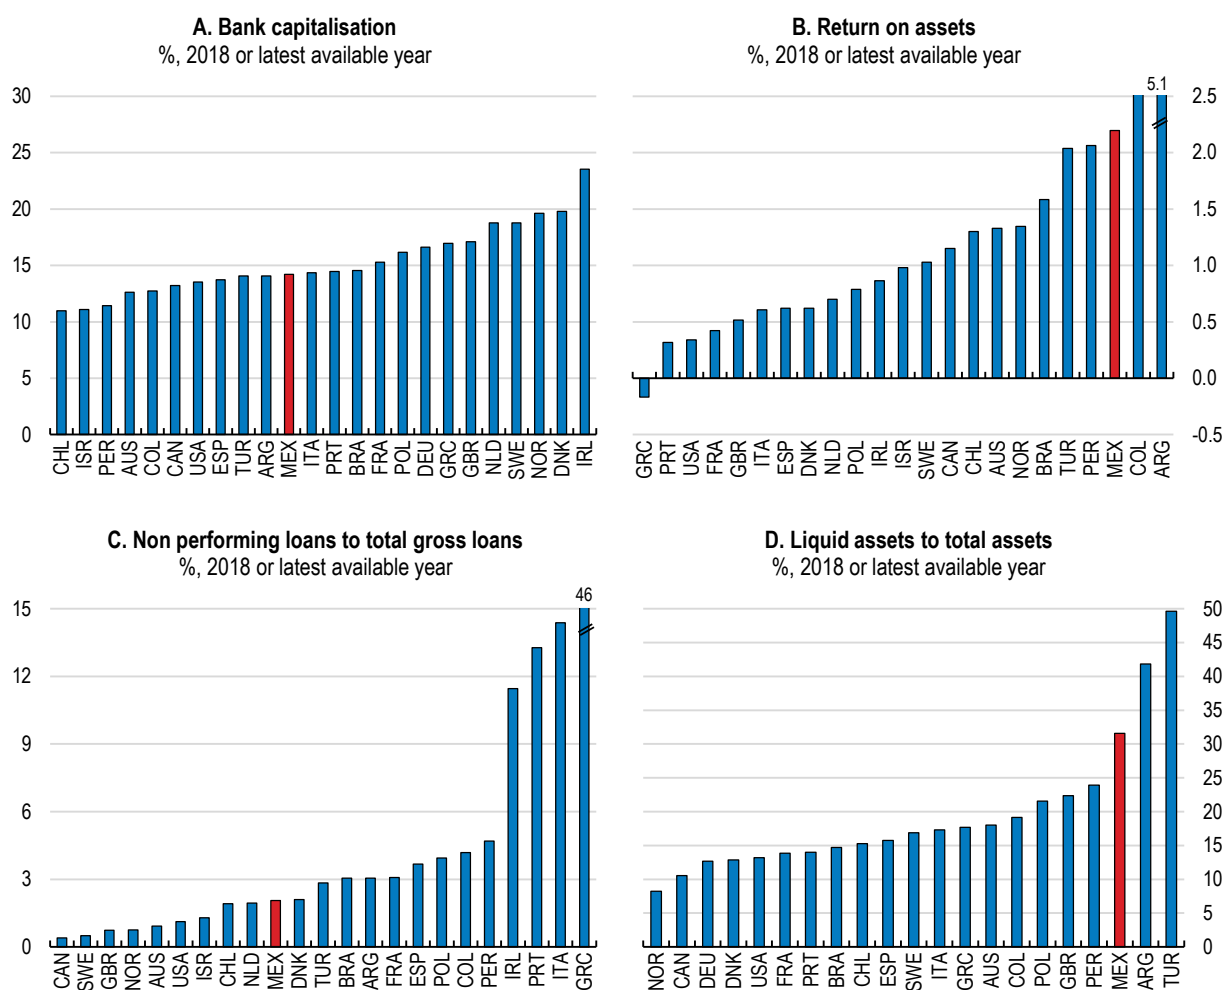 A. Bank capitalisation
%, 2018 or latest available year
30
25
20
15
10
5
0
CHL ISR PER AUS COL CAN USA ESP TUR ARG MEX ITA PRT BRA FRA POL DEU GRC GBR NLD SWE NOR DNK IRL
B. Return on assets
%, 2018 or latest available year
5.1
2.5
2.0
1.5
1.0
0.5
0.0
-0.5
GRC PRT USA FRA GBR ITA ESP DNK NLD POL IRL ISR SWE CAN CHL AUS NOR BRA TUR PER MEX COL ARG
C. Non performing loans to total gross loans
%, 2018 or latest available year
46
15
12
9
6
3
0
CAN SWE GBR NOR AUS USA ISR CHL NLD MEX DNK TUR BRA ARG FRA ESP POL COL PER IRL PRT ITA GRC
D. Liquid assets to total assets
%, 2018 or latest available year
50
45
40
35
30
25
20
15
10
5
0
NOR CAN DEU DNK USA FRA PRT BRA CHL ESP SWE ITA GRC AUS COL POL GBR PER MEX ARG TUR